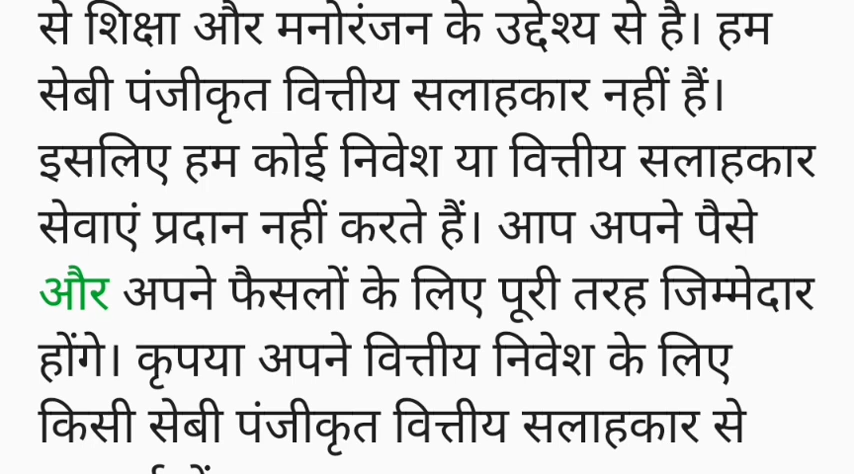 से शिक्षा और मनोरंजन के उद्देश्य से है। हम
सेबी पंजीकृत वित्तीय सलाहकार नहीं हैं।
इसलिए हम कोई निवेश या वित्तीय सलाहकार
सेवाएं प्रदान नहीं करते हैं। आप अपने पैसे
और अपने फैसलों के लिए पूरी तरह जिम्मेदार
होंगे। कृपया अपने वित्तीय निवेश के लिए
किसी सेबी पंजीकृत वित्तीय सलाहकार से